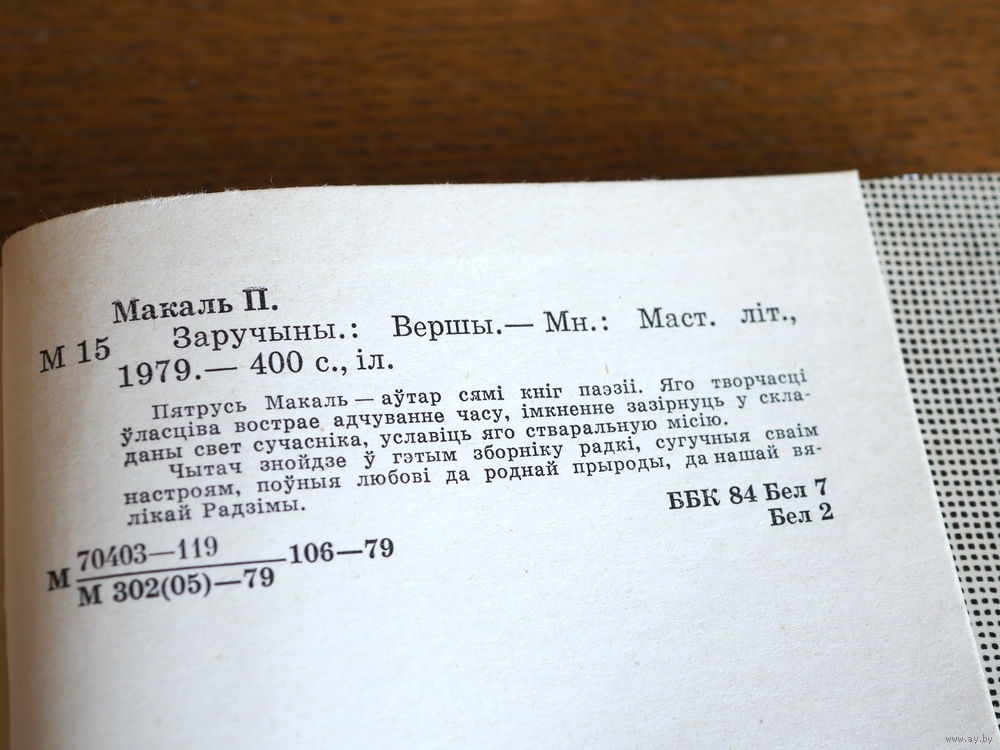 Макаль П.
М 15 Заручыны.: Вершы.— Мн.: Маст. літ.,
1979.— 400 с., іл.
Пятрусь Макаль — аўтар сямі кніг паэзіі. Яго творчасці
ўласціва вострае адчуванне часу, імкненне зазірнуць у скла-
даны свет сучасніка, уславіць яго стваральную місію.
Чытач знойдзе ў гэтым зборніку радкі, сугучныя сваім
настроям, поўныя любові да роднай прыроды, да нашай вя-
лікай Радзімы.
ББК 84 Бел 7
Бел 2
70403—119
М 106—79
М 302(05)—79
www.ay.by